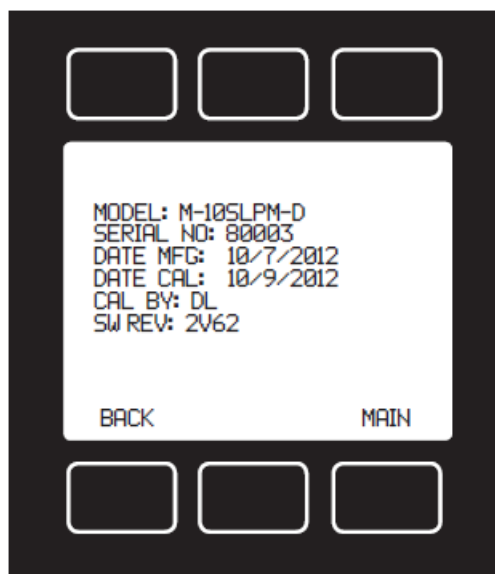 MODEL: M-10SLPM-D
SERIAL NO: 80003
DATE MFG: 10/7/2012
DATE CAL: 10/9/2012
CAL BY: DL
SW REV: 2V62
BACK MAIN